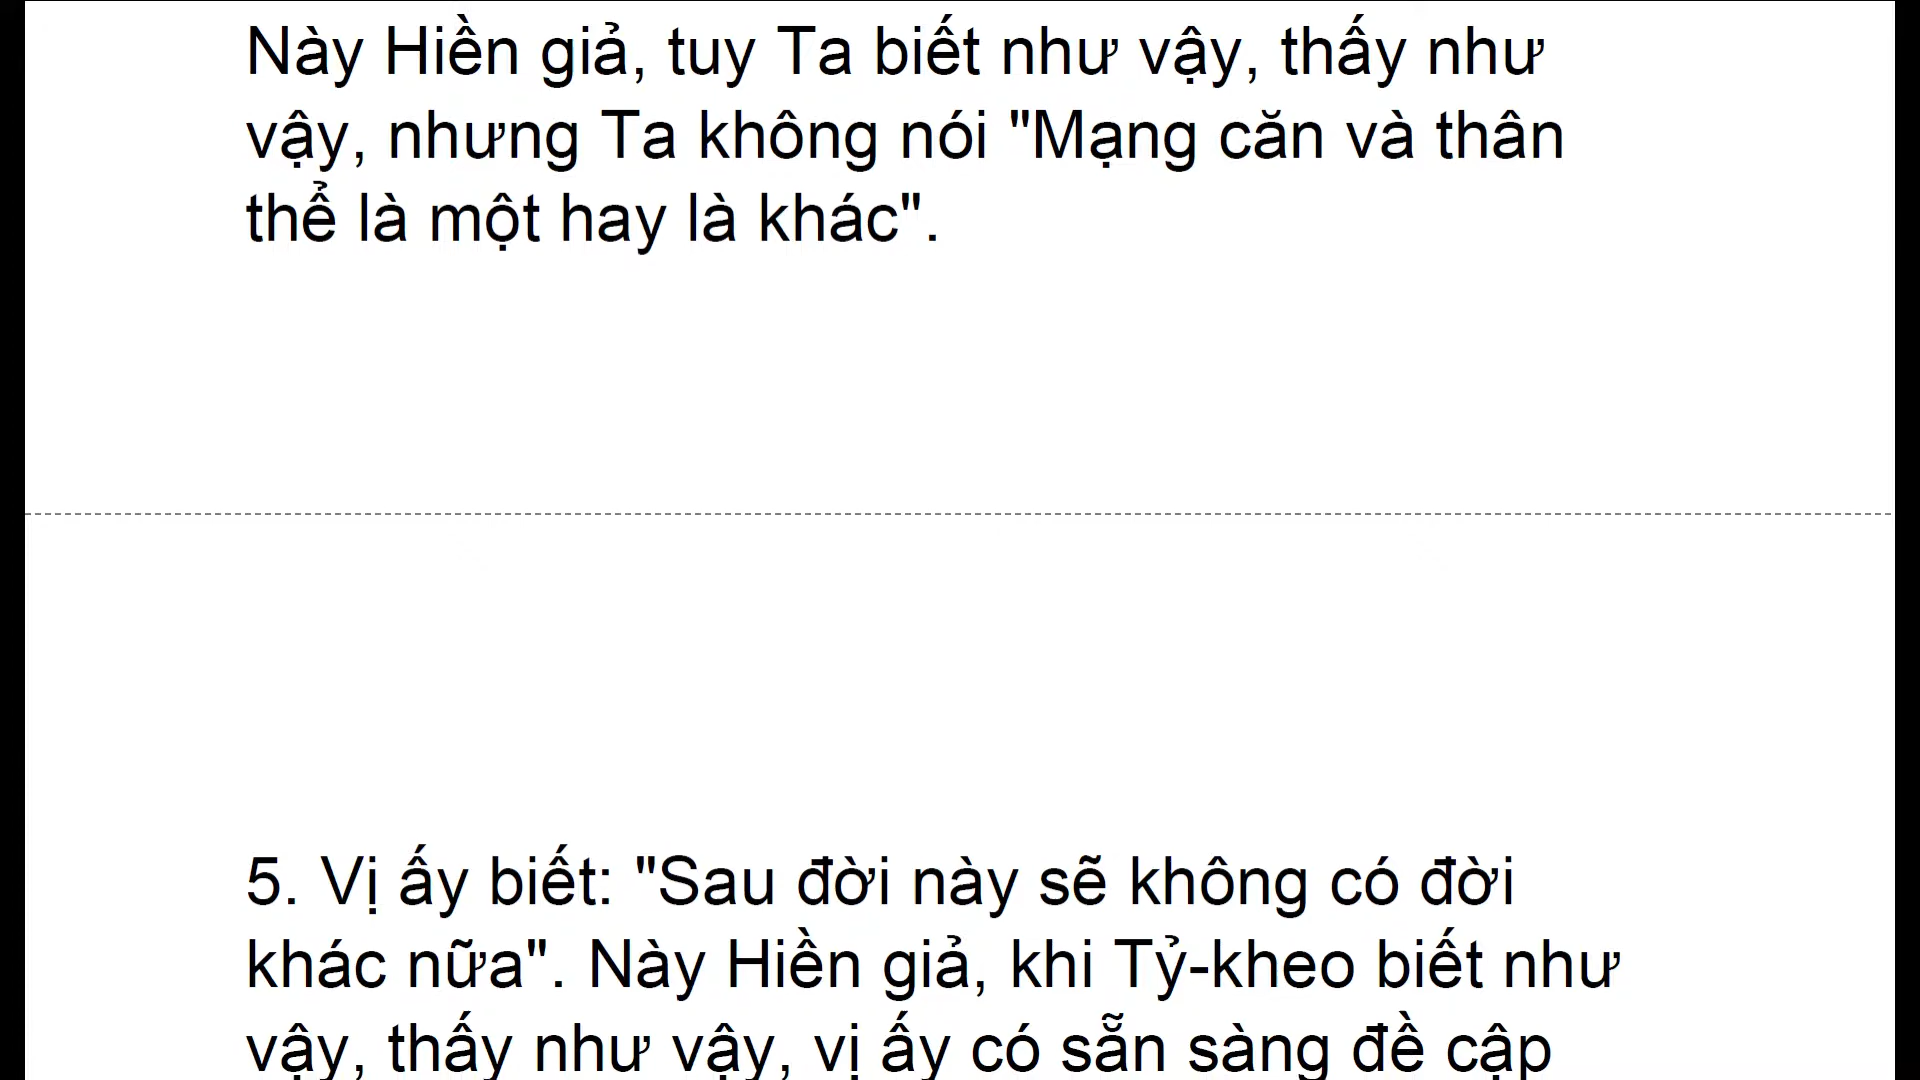 Này Hiền giả, tuy Ta biết như vậy, thấy như
vậy, nhưng Ta không nói "Mạng căn và thân
thể là một hay là khác".
5. Vị ấy biết: "Sau đời này sẽ không có đời
khác nữa". Này Hiền giả, khi Tỷ-kheo biết như
vậy, thấy như vậy, vị ấy có sẵn sàng đề cập